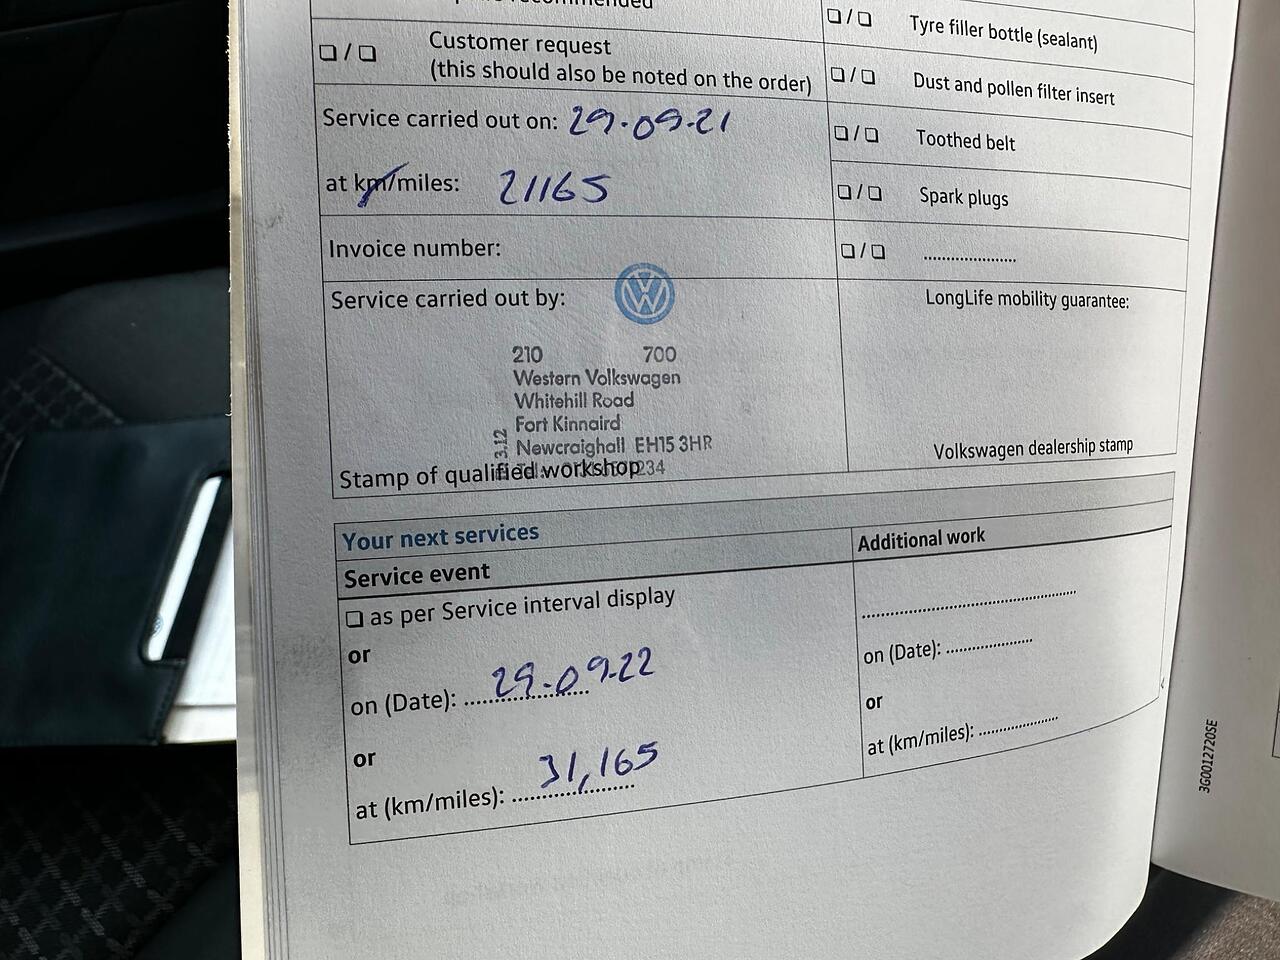 ❏ / ❏ Customer request
(this should also be noted on the order)
Service carried out on: 29-09-21
at km/miles: 21165
Invoice number:
Service carried out by:
210 700
Western Volkswagen
Whitehill Road
Fort Kinnaird
Newcraighall EH15 3HR
3.12
234
Stamp of qualified workshop
❏ / ❏ Tyre filler bottle (sealant)
❏ / ❏ Dust and pollen filter insert
❏ / ❏ Toothed belt
❏ / ❏ Spark plugs
❏ / ❏ .....................
LongLife mobility guarantee:
Volkswagen dealership stamp
Your next services
Service event
❏ as per Service interval display
or
on (Date): 29-09-22
or
at (km/miles): 31,165
Additional work
on (Date): ..................
or
at (km/miles): ..................
3G0012720SE